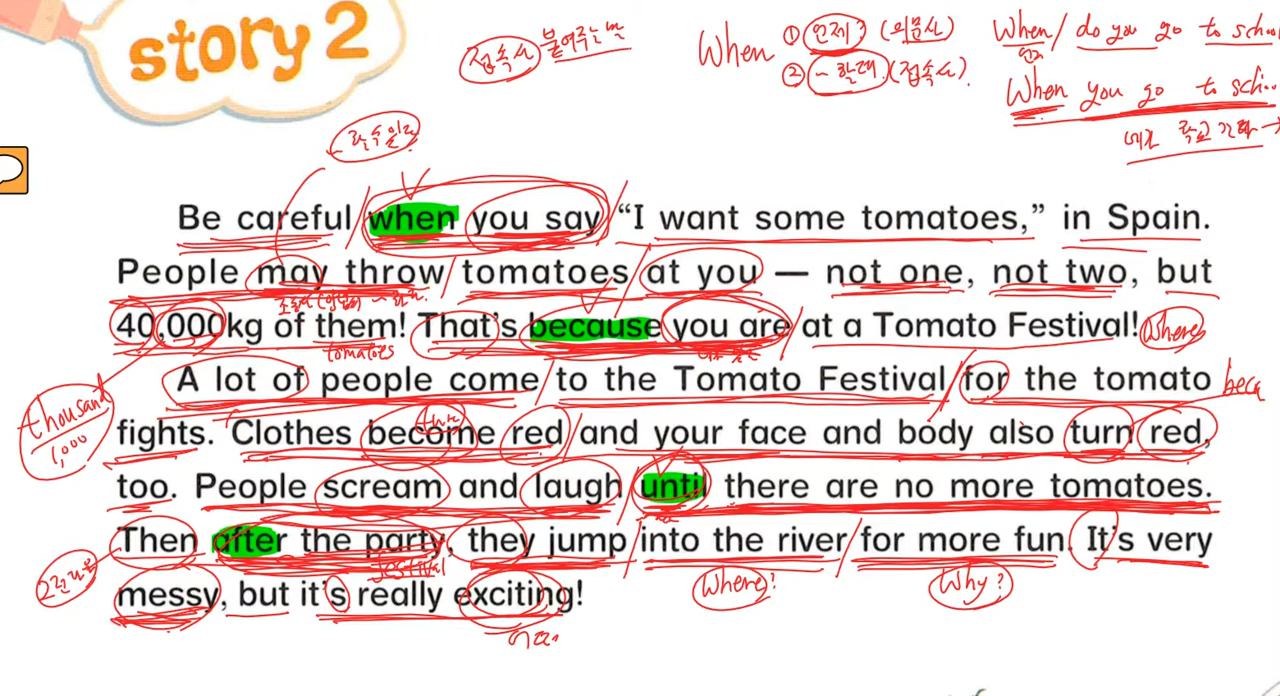 story 2
접속사 붙여주는 말
When ① 언제? (의문사)
② ~할 때 (접속사).
When / do you go to school
When you go to
Be careful when you say “I want some tomatoes,” in Spain.
People may throw tomatoes at you — not one, not two, but
40,000kg of them! That’s because you are at a Tomato Festival! Where
tomatoes
A lot of people come to the Tomato Festival for the tomato
thousand
1,000
fights. Clothes become red and your face and body also turn red,
turn
too. People scream and laugh until there are no more tomatoes.
Then after the party, they jump into the river for more fun. It’s very
festival
Where?
Why?
messy, but it’s really exciting!